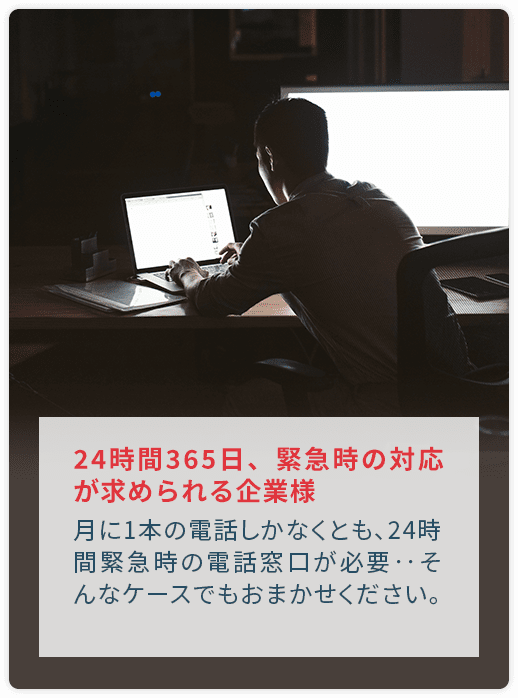 24時間365日、緊急時の対応
が求められる企業様
月に1本の電話しかなくとも、24時
間緊急時の電話窓口が必要‥そ
んなケースでもおまかせください。